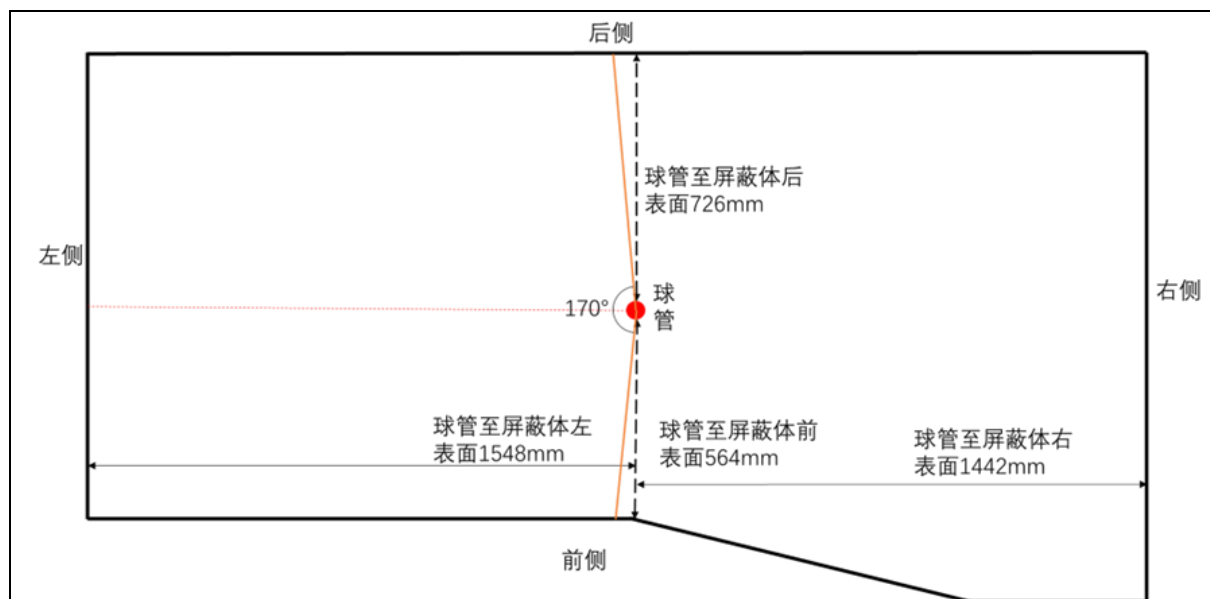 后侧
球管至屏蔽体后
表面726mm
左侧
170°
球
管
右侧
球管至屏蔽体左
表面1548mm
球管至屏蔽体前
表面564mm
球管至屏蔽体右
表面1442mm
前侧